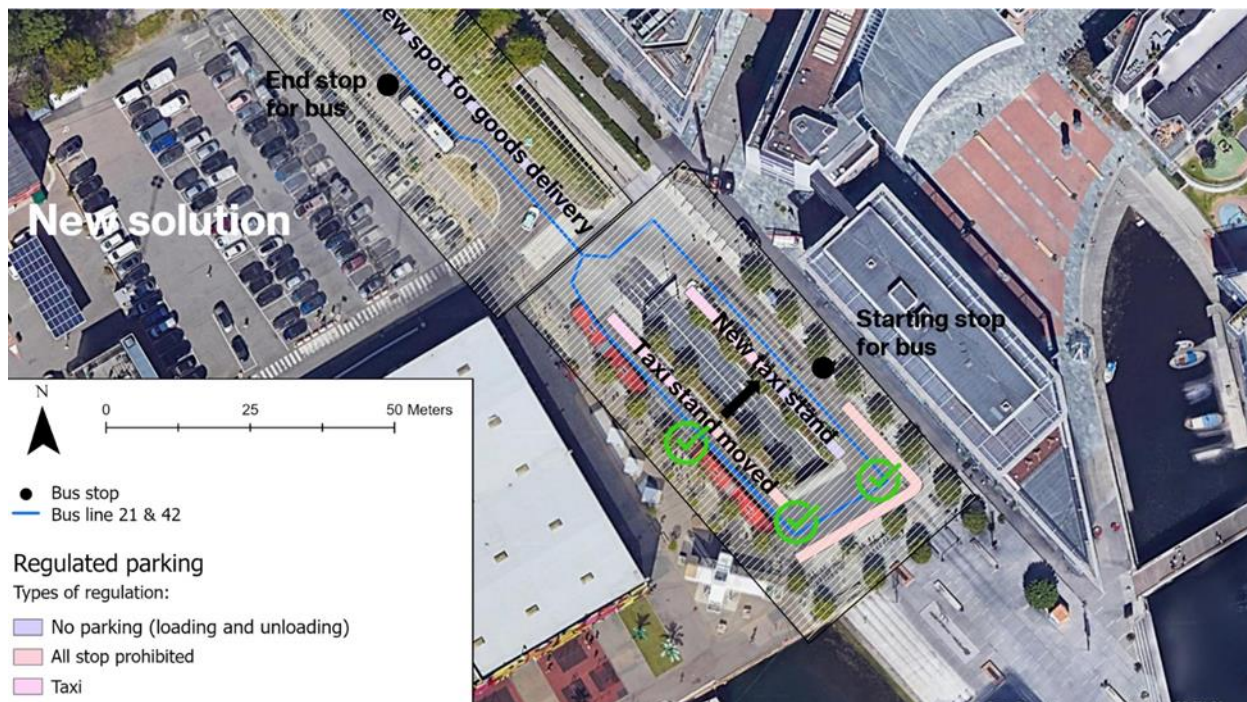 New spot for goods delivery
End stop
for bus
New solution
Starting stop
for bus
New taxi stand
Taxi stand moved
N
0 25 50 Meters
Bus stop
Bus line 21 & 42
Regulated parking
Types of regulation:
No parking (loading and unloading)
All stop prohibited
Taxi